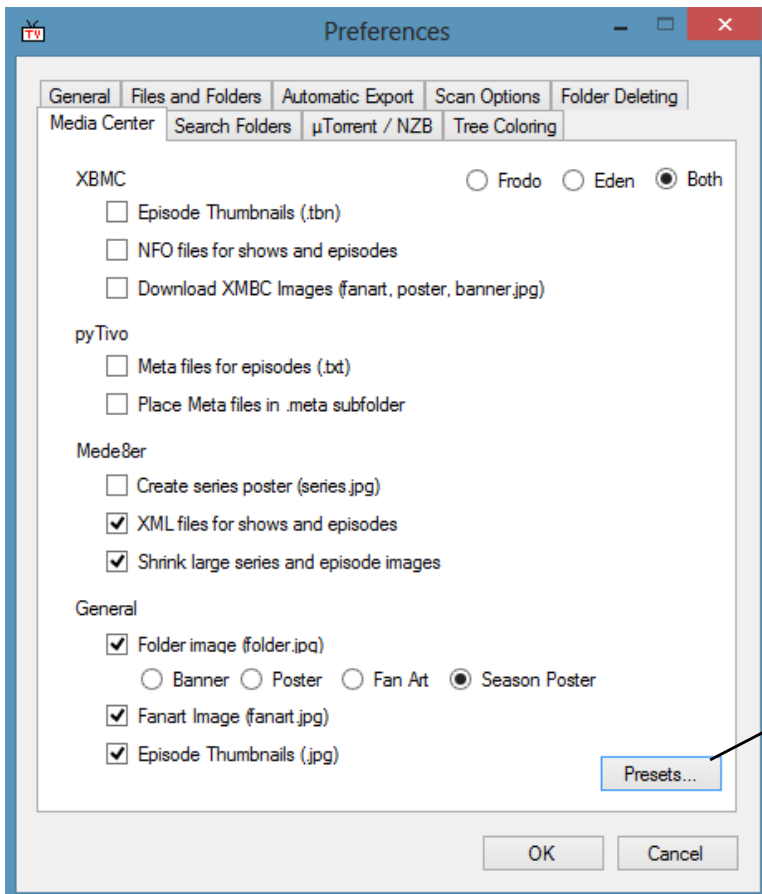 TV Preferences
General Files and Folders Automatic Export Scan Options Folder Deleting
Media Center Search Folders µTorrent / NZB Tree Coloring
XBMC Frodo Eden Both
Episode Thumbnails (.tbn)
NFO files for shows and episodes
Download XMBC Images (fanart, poster, banner.jpg)
pyTivo
Meta files for episodes (.txt)
Place Meta files in .meta subfolder
Mede8er
Create series poster (series.jpg)
XML files for shows and episodes
Shrink large series and episode images
General
Folder image (folder.jpg)
Banner Poster Fan Art Season Poster
Fanart Image (fanart.jpg)
Episode Thumbnails (.jpg)
Presets...
OK Cancel